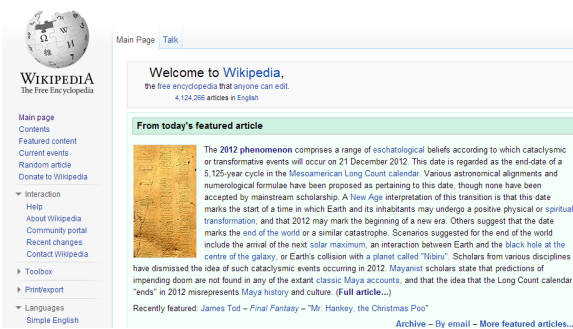 WIKIPEDIA
The Free Encyclopedia
Main page
Contents
Featured content
Current events
Random article
Donate to Wikipedia
Interaction
Help
About Wikipedia
Community portal
Recent changes
Contact Wikipedia
Toolbox
Print/export
Languages
Simple English
Main Page Talk
Welcome to Wikipedia,
the free encyclopedia that anyone can edit.
4,124,266 articles in English
From today's featured article
The 2012 phenomenon comprises a range of eschatological beliefs according to which cataclysmic
or transformative events will occur on 21 December 2012. This date is regarded as the end-date of a
5,125-year cycle in the Mesoamerican Long Count calendar. Various astronomical alignments and
numerological formulae have been proposed as pertaining to this date, though none have been
accepted by mainstream scholarship. A New Age interpretation of this transition is that this date
marks the start of a time in which Earth and its inhabitants may undergo a positive physical or spiritual
transformation, and that 2012 may mark the beginning of a new era. Others suggest that the date
marks the end of the world or a similar catastrophe. Scenarios suggested for the end of the world
include the arrival of the next solar maximum, an interaction between Earth and the black hole at the
centre of the galaxy, or Earth's collision with a planet called "Nibiru". Scholars from various disciplines
have dismissed the idea of such cataclysmic events occurring in 2012. Mayanist scholars state that predictions of
impending doom are not found in any of the extant classic Maya accounts, and that the idea that the Long Count calendar
"ends" in 2012 misrepresents Maya history and culture. (Full article...)
Recently featured: James Tod – Final Fantasy – "Mr. Hankey, the Christmas Poo"
Archive – By email – More featured articles...